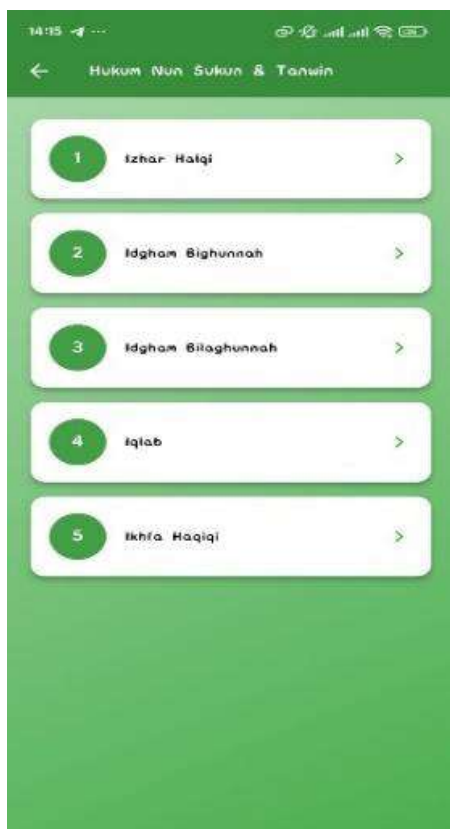 14:15
Hukum Nun Sukun & Tanwin
1 Izhar Halqi
2 Idgham Bighunnah
3 Idgham Bilaghunnah
4 Iqlab
5 Ikhfa Haqiqi